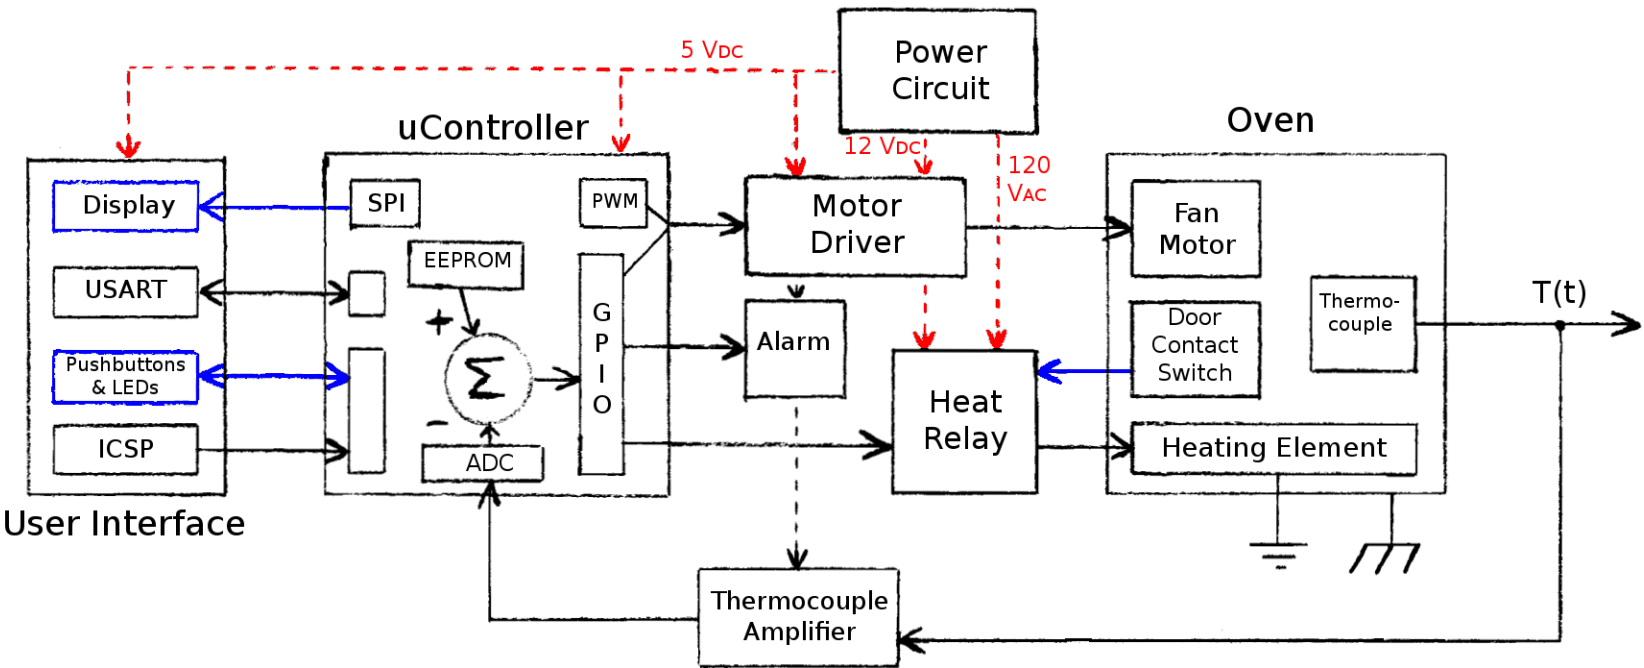 Power
Circuit
5 VDC
12 VDC
120
VAC
uController
Oven
Display
SPI
PWM
Motor
Driver
Fan
Motor
EEPROM
USART
+
G
P
I
O
Alarm
Thermo-
couple
T(t)
Door
Contact
Switch
Pushbuttons
& LEDs
Σ
-
Heat
Relay
ICSP
ADC
Heating Element
User Interface
Thermocouple
Amplifier